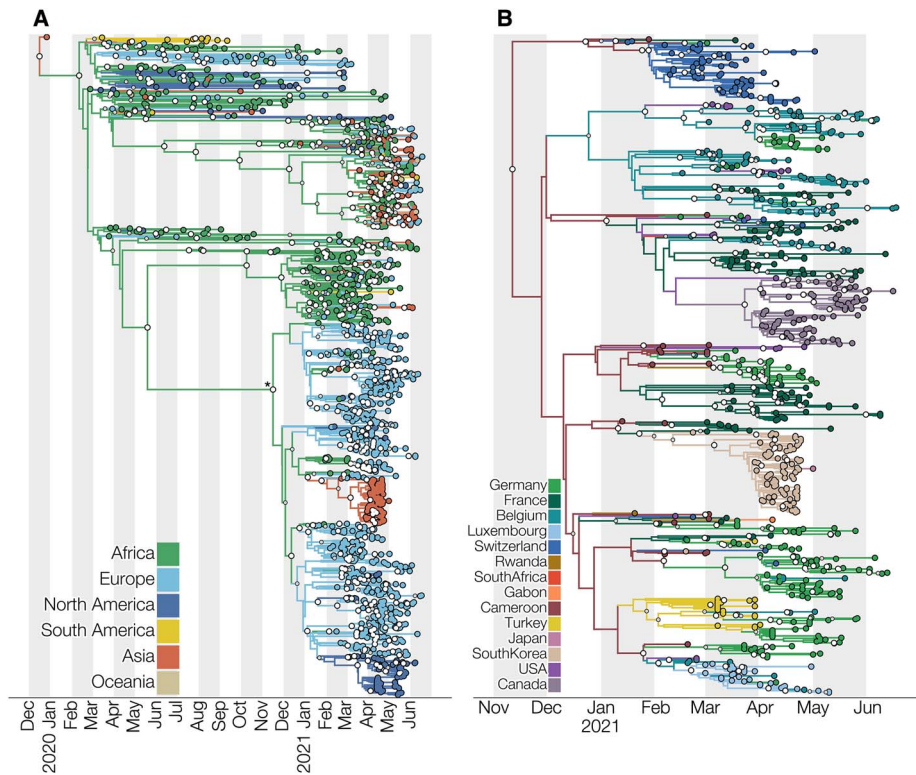 A
Africa
Europe
North America
South America
Asia
Oceania
Dec
2020 Jan
Feb
Mar
Apr
May
Jun
Jul
Aug
Sep
Oct
Nov
Dec
2021 Jan
Feb
Mar
Apr
May
Jun
*
B
Germany
France
Belgium
Luxembourg
Switzerland
Rwanda
SouthAfrica
Gabon
Cameroon
Turkey
Japan
SouthKorea
USA
Canada
Nov
Dec
Jan
2021
Feb
Mar
Apr
May
Jun